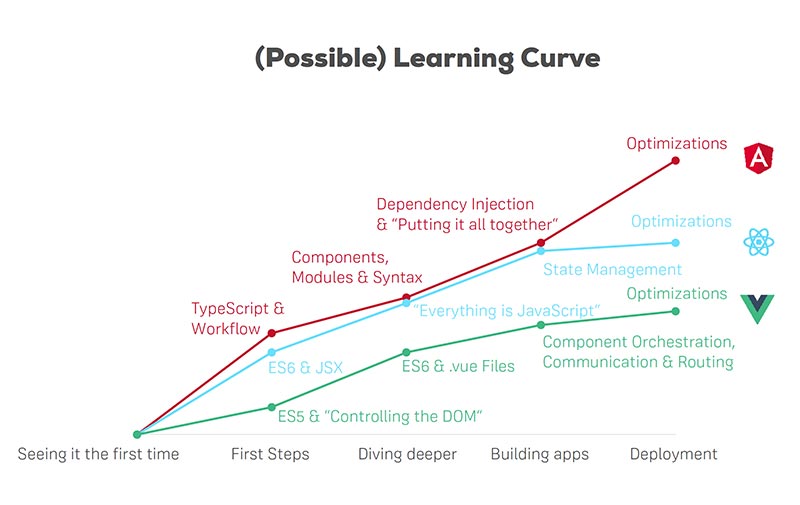 (Possible) Learning Curve
Optimizations
A
Dependency Injection
& “Putting it all together”
Optimizations
Components,
Modules & Syntax
State Management
Optimizations
TypeScript &
Workflow
“Everything is JavaScript”
Component Orchestration,
Communication & Routing
ES6 & JSX
ES6 & .vue Files
ES5 & “Controlling the DOM”
Seeing it the first time
First Steps
Diving deeper
Building apps
Deployment